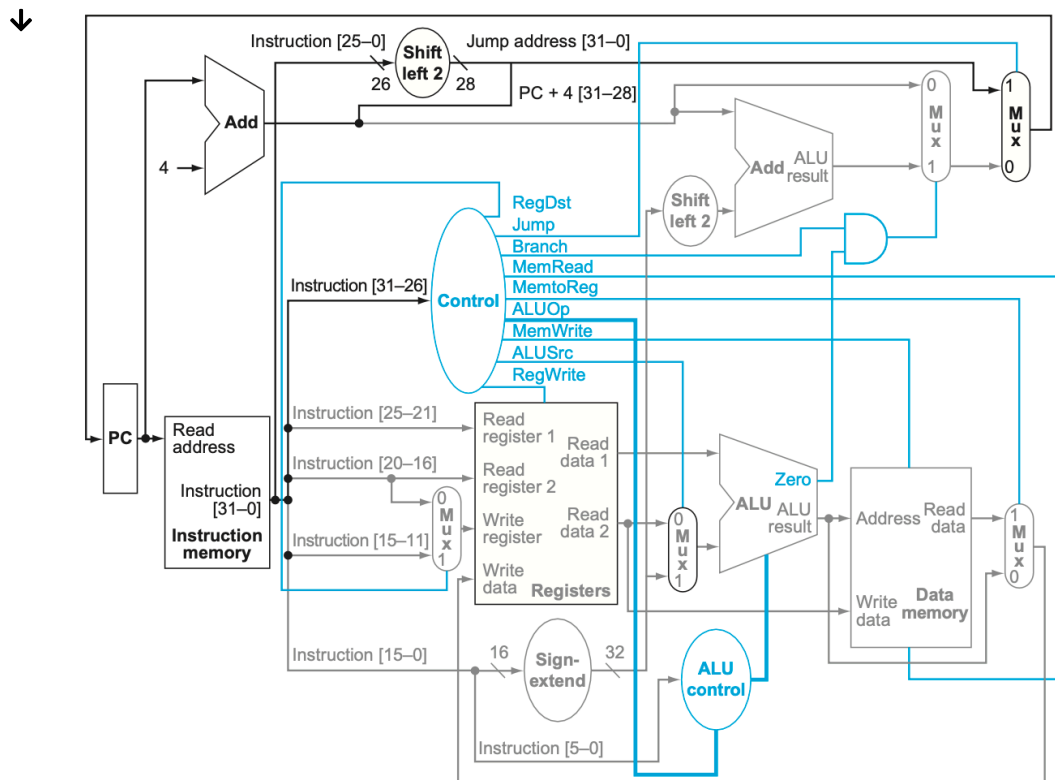 Instruction [25–0]
Shift
left 2
Jump address [31–0]
26
28
PC + 4 [31–28]
Add
4
0
M
u
x
1
1
M
u
x
0
Add
ALU
result
Shift
left 2
RegDst
Jump
Branch
MemRead
MemtoReg
ALUOp
MemWrite
ALUSrc
RegWrite
Instruction [31–26]
Control
PC
Read
address
Instruction
[31–0]
Instruction
memory
Instruction [25–21]
Instruction [20–16]
Instruction [15–11]
0
M
u
x
1
Read
register 1
Read
register 2
Write
register
Write
data
Read
data 1
Read
data 2
Registers
0
M
u
x
1
Zero
ALU
ALU
result
Address
Read
data
Write
data
Data
memory
1
M
u
x
0
Instruction [15–0]
16
Sign-
extend
32
ALU
control
Instruction [5–0]